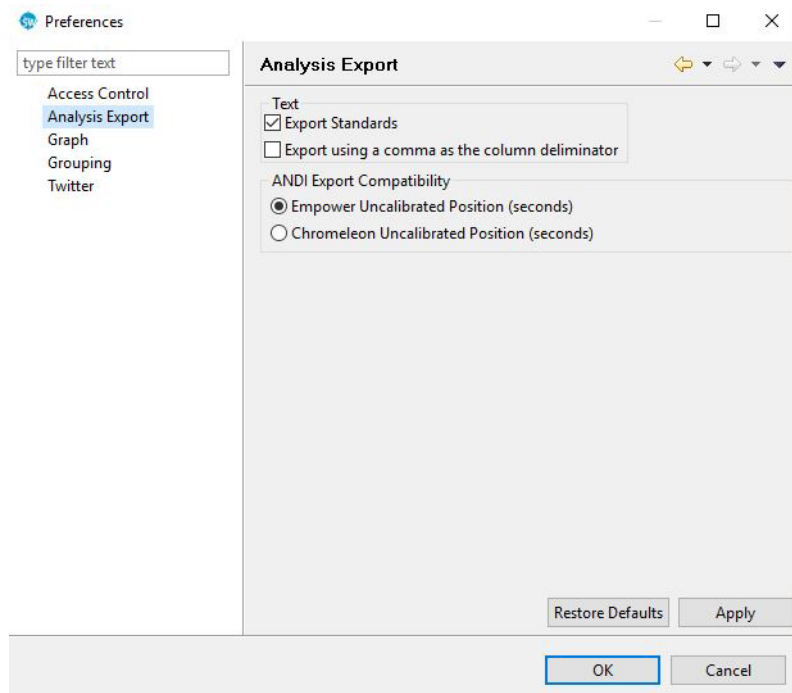 SW Preferences
type filter text
Access Control
Analysis Export
Graph
Grouping
Twitter
Analysis Export
Text
Export Standards
Export using a comma as the column deliminator
ANDI Export Compatibility
Empower Uncalibrated Position (seconds)
Chromeleon Uncalibrated Position (seconds)
Restore Defaults Apply
OK Cancel